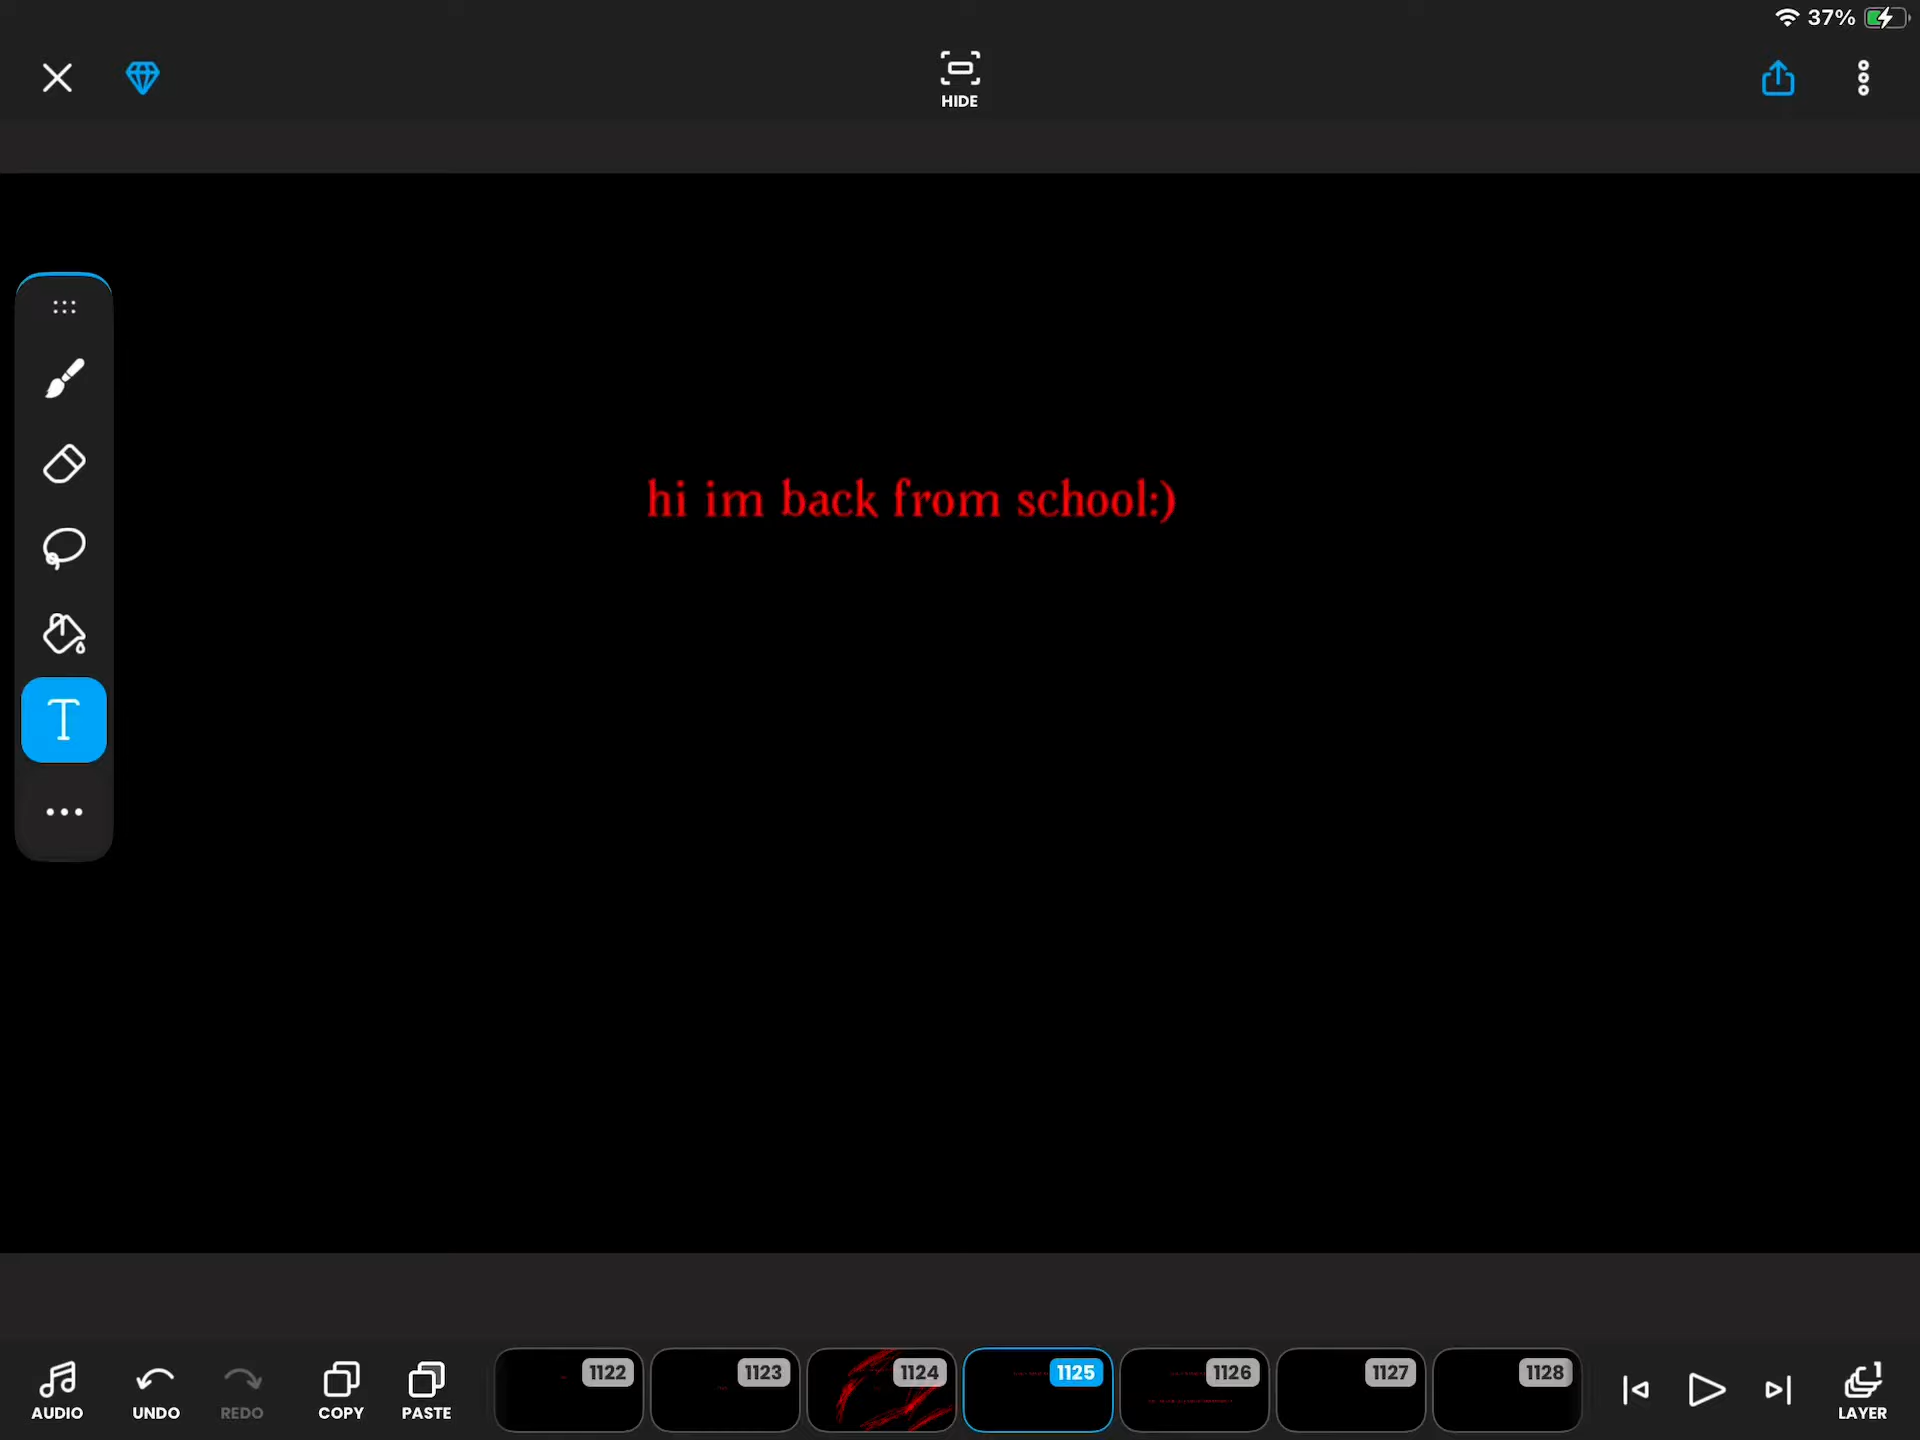 37%
HIDE
hi im back from school:)
1122
1123
1124
1125
1126
1127
1128
AUDIO
UNDO
REDO
COPY
PASTE
LAYER
1